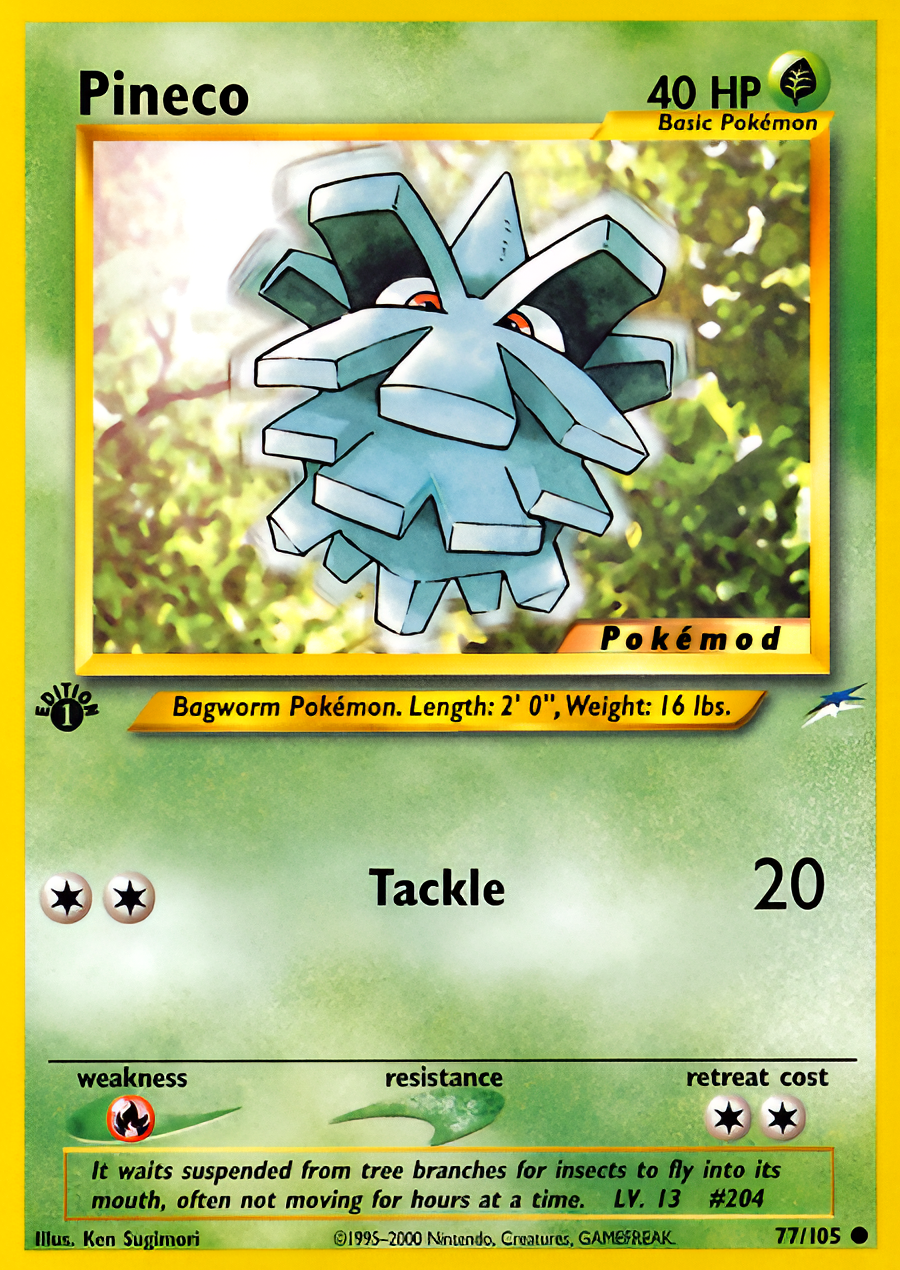 Pineco
40 HP
Basic Pokémon
Pokémod
EDITION
1
Bagworm Pokémon. Length: 2' 0", Weight: 16 lbs.
Tackle 20
weakness resistance retreat cost
It waits suspended from tree branches for insects to fly into its
mouth, often not moving for hours at a time. LV. 13 #204
Illus. Ken Sugimori ©1995-2000 Nintendo, Creatures, GAMEFREAK 77/105